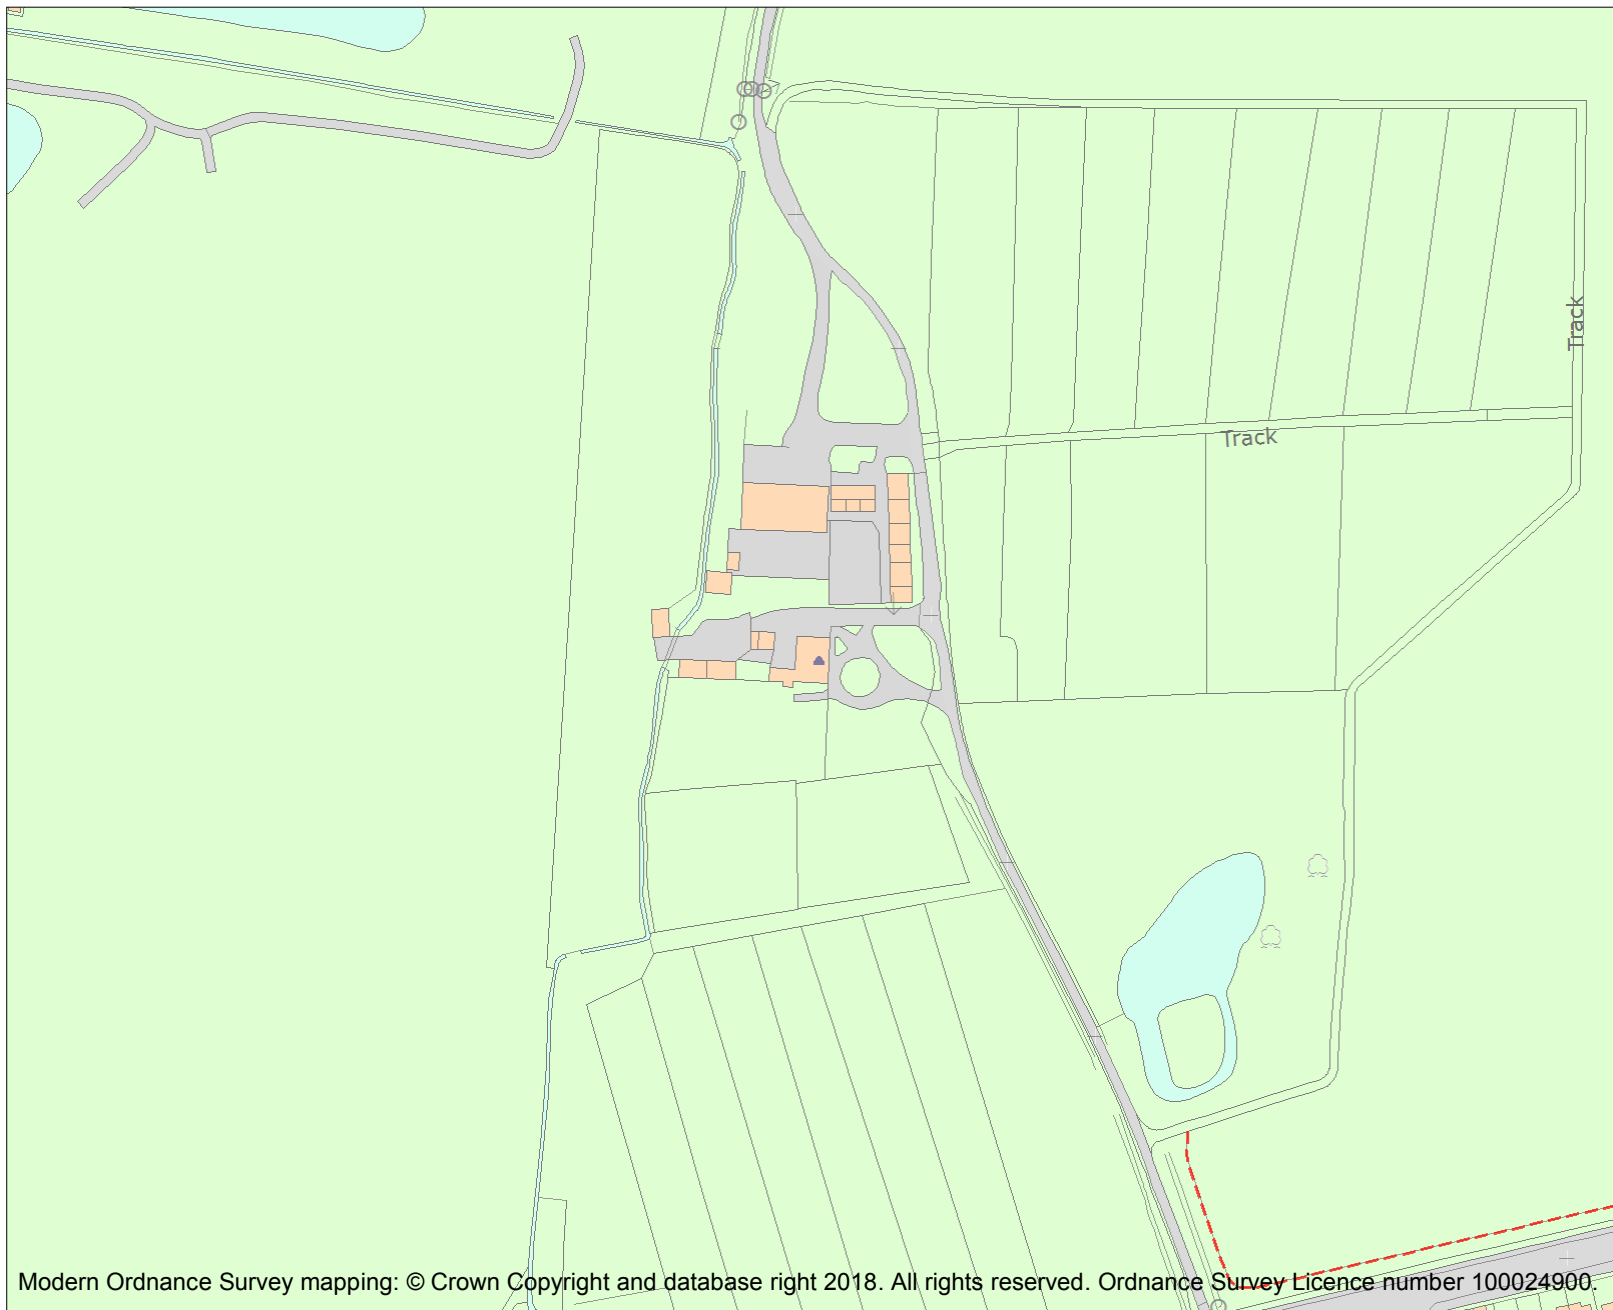 Track
Track
Modern Ordnance Survey mapping: © Crown Copyright and database right 2018. All rights reserved. Ordnance Survey Licence number 100024900.